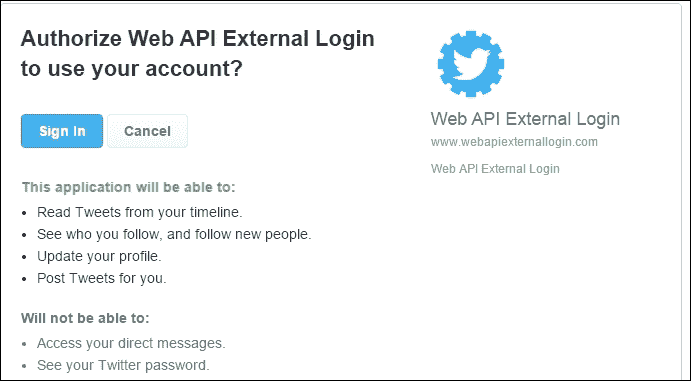 Authorize Web API External Login
to use your account?
Sign In
Cancel
This application will be able to:
• Read Tweets from your timeline.
• See who you follow, and follow new people.
• Update your profile.
• Post Tweets for you.
Will not be able to:
• Access your direct messages.
• See your Twitter password.
Web API External Login
www.webapiexternallogin.com
Web API External Login